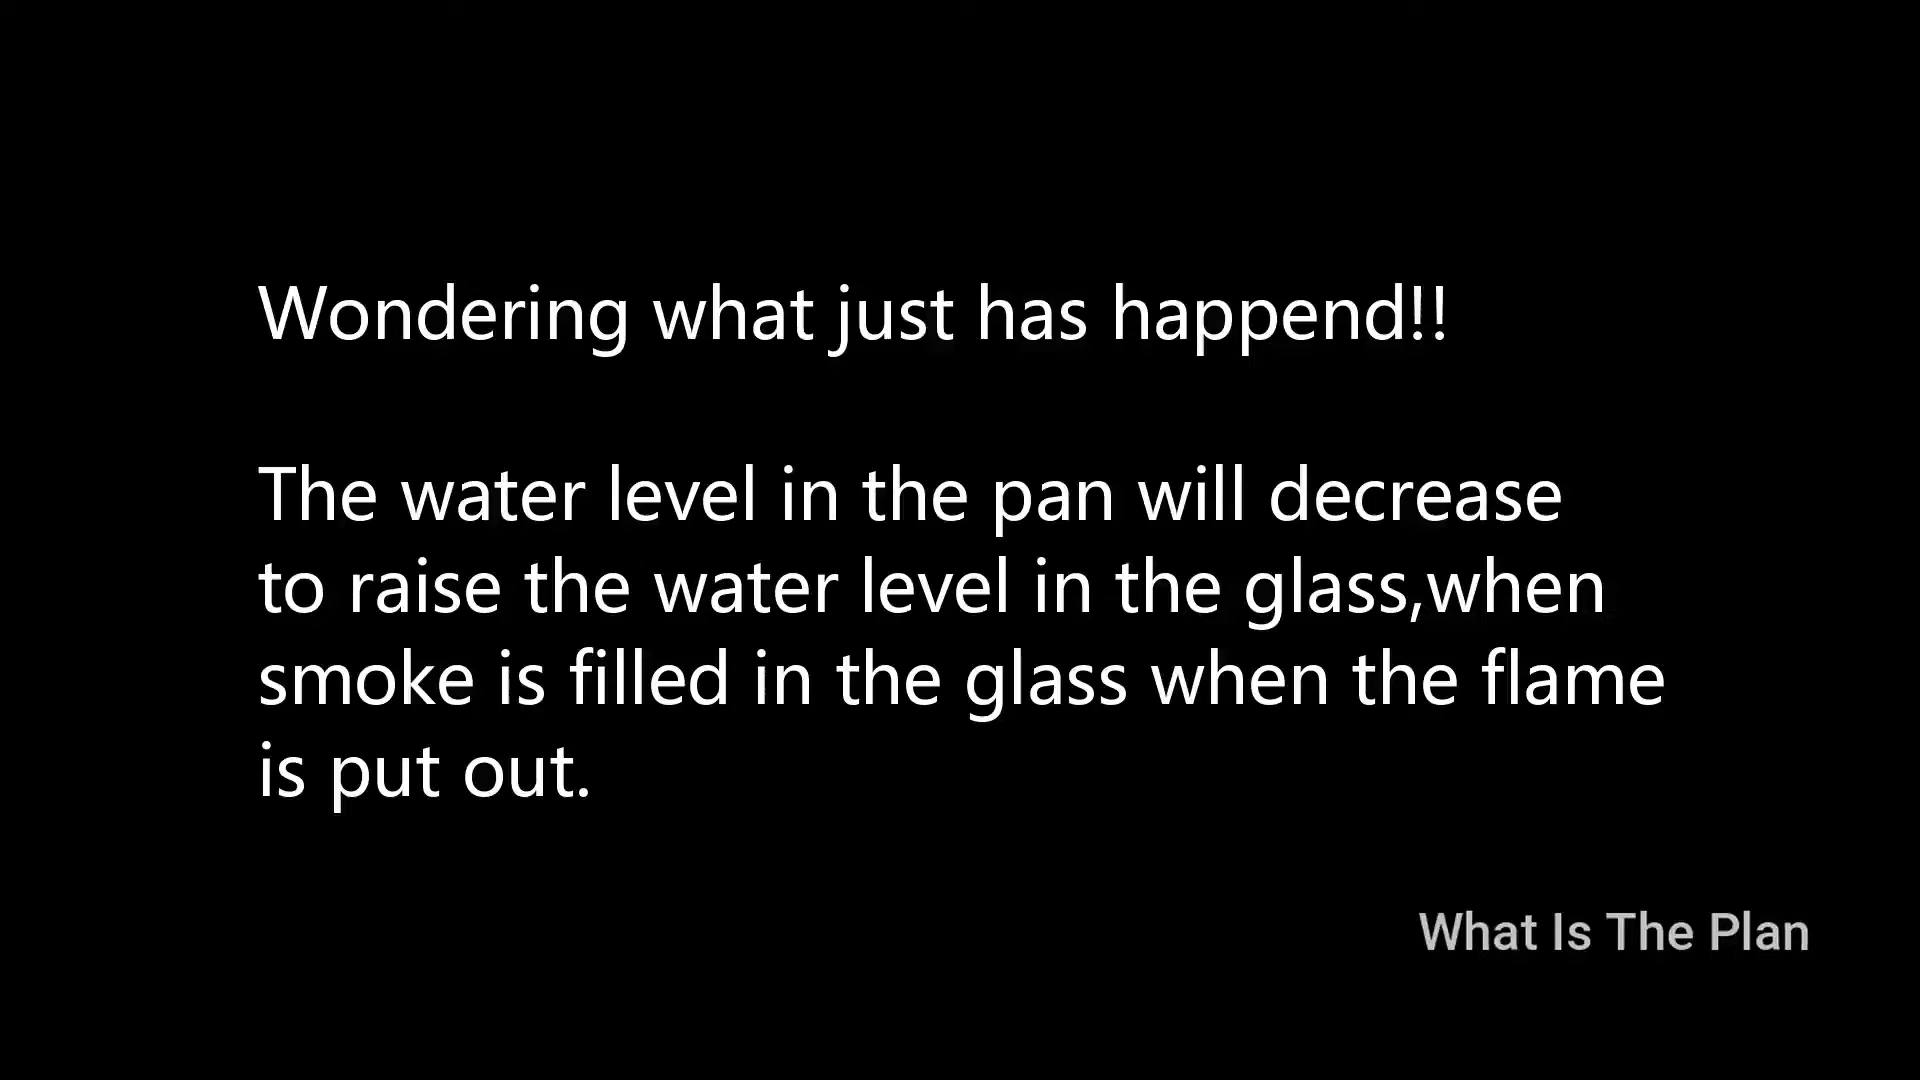 Wondering what just has happend!!
The water level in the pan will decrease
to raise the water level in the glass,when
smoke is filled in the glass when the flame
is put out.
What Is The Plan